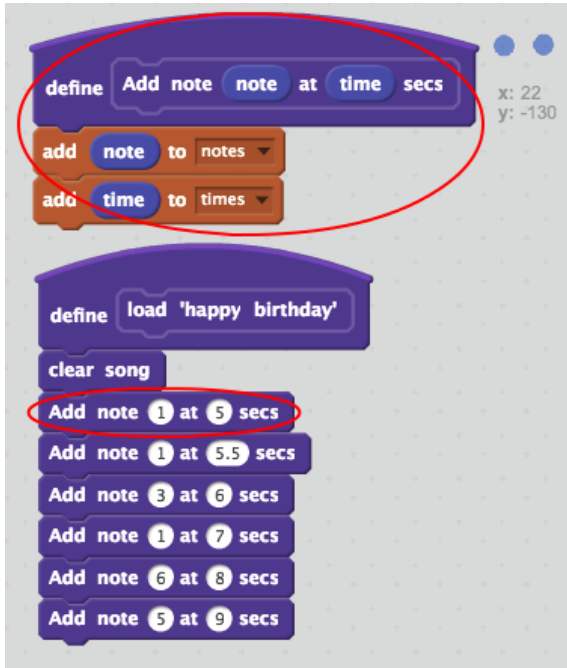 define Add note note at time secs
x: 22
y: -130
add note to notes
add time to times
define load 'happy birthday'
clear song
Add note 1 at 5 secs
Add note 1 at 5.5 secs
Add note 3 at 6 secs
Add note 1 at 7 secs
Add note 6 at 8 secs
Add note 5 at 9 secs